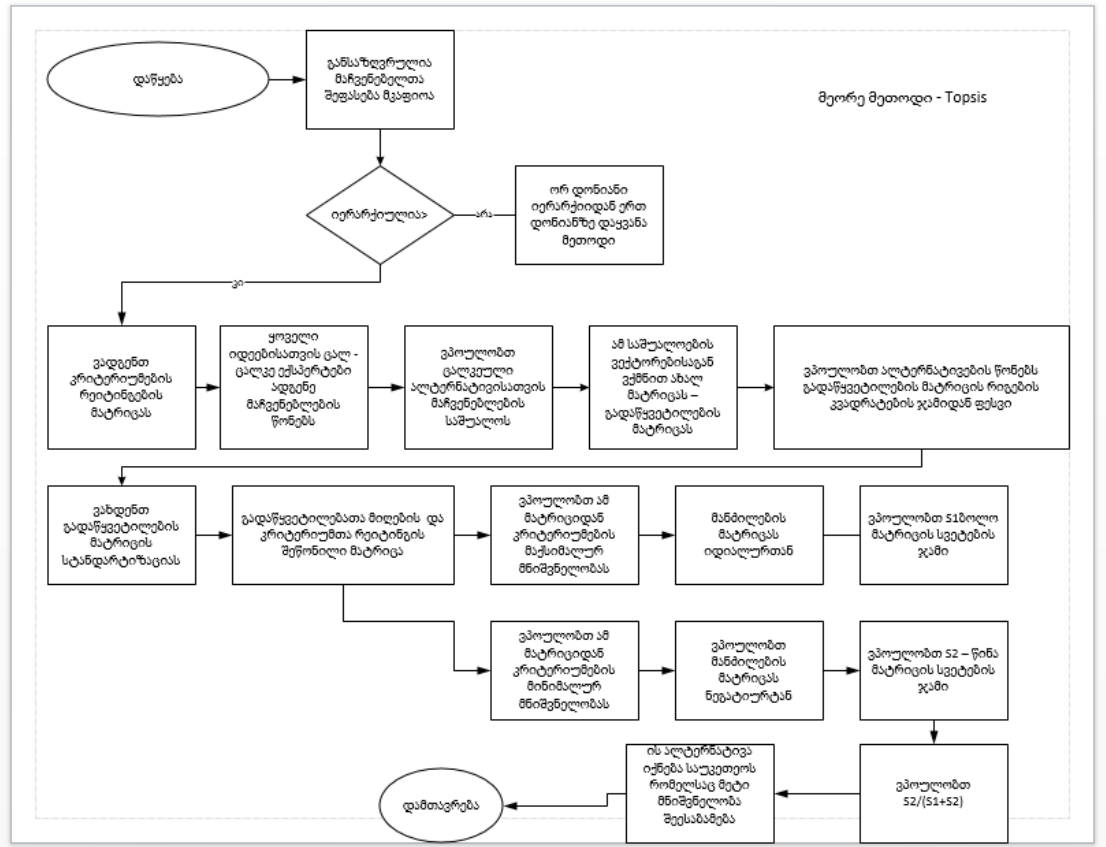 დაწყება
განსაზღვრულია
მაჩვენებელთა
შეფასება მკაფიოა
მეორე მეთოდი - Topsis
იერარქიულია>
არა
ორ დონიანი
იერარქიიდან ერთ
დონიანზე დაყვანა
მეთოდი
კი
ვადგენთ
კრიტერიუმების
რეიტინგების
მატრიცას
ყოველი
იდეებისათვის ცალ -
ცალკე ექსპერტები
ადგენე
მაჩვენებლების
წონებს
ვპოულობთ
ცალკეული
ალტერნატივისათვის
მაჩვენებლების
საშუალოს
ამ საშუალოების
ვექტორებისაგან
ვქმნით ახალ
მატრიცას –
გადაწყვეტილების
მატრიცას
ვპოულობთ ალტერნატივების წონებს
გადაწყვეტილების მატრიცის რიგების
კვადრატების ჯამიდან ფესვი
ვახდენთ
გადაწყვეტილების
მატრიცის
სტანდარტიზაციას
გადაწყვეტილებათა მიღების და
კრიტერიუმთა რეიტინგის
შეწონილი მატრიცა
ვპოულობთ ამ
მატრიციდან
კრიტერიუმების
მაქსიმალურ
მნიშვნელობას
მანძილების
მატრიცას
იდიალურთან
ვპოულობთ S1ბოლო
მატრიცის სვეტების
ჯამი
ვპოულობთ ამ
მატრიციდან
კრიტერიუმების
მინიმალურ
მნიშვნელობას
ვპოულობთ
მანძილების
მატრიცას
ნეგატიურტან
ვპოულობთ S2 – წინა
მატრიცის სვეტების
ჯამი
დამთავრება
ის ალტერნატივა
იქნება საუკეთეოს
რომელსაც მეტი
მნიშვნელობა
შეესაბამება
ვპოულობთ
S2/(S1+S2)